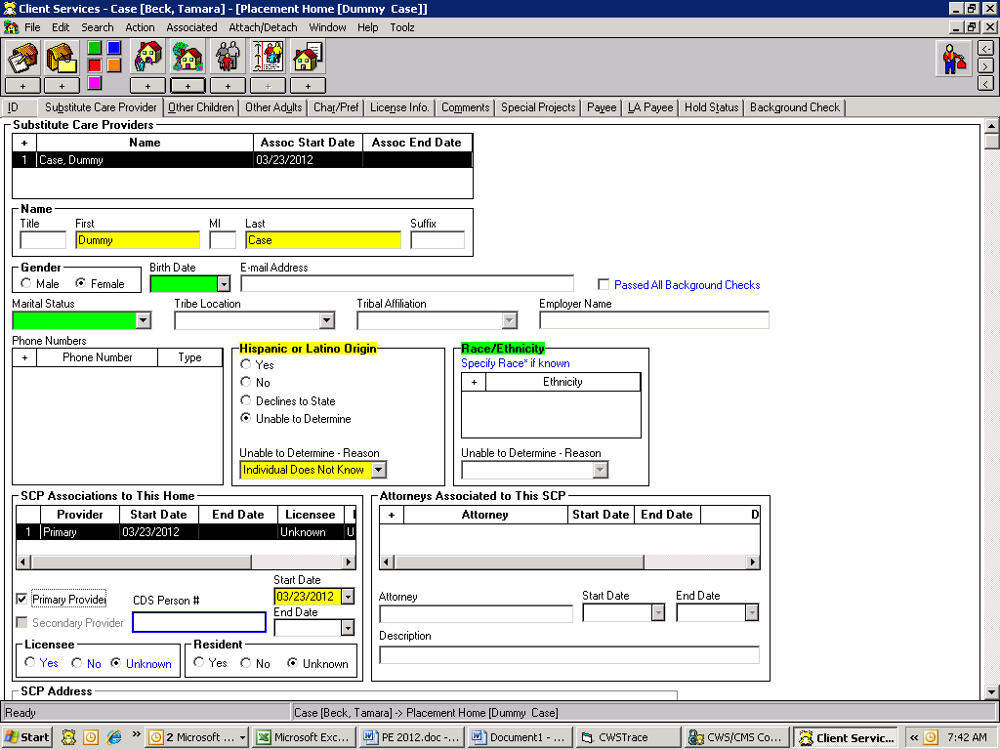 Client Services - Case [Beck, Tamara] - [Placement Home [Dummy  Case]]
File Edit Search Action Associated Attach/Detach Window Help Toolz
+ + + + + + +
ID Substitute Care Provider Other Children Other Adults Char/Pref License Info. Comments Special Projects Payee LA Payee Hold Status Background Check
Substitute Care Providers
+ Name Assoc Start Date Assoc End Date
1 Case, Dummy 03/23/2012
Name
Title First MI Last Suffix
Dummy Case
Gender Birth Date E-mail Address
Male Female Passed All Background Checks
Marital Status Tribe Location Tribal Affiliation Employer Name
Phone Numbers
+ Phone Number Type
Hispanic or Latino Origin
Yes
No
Declines to State
Unable to Determine
Unable to Determine - Reason
Individual Does Not Know
Race/Ethnicity
Specify Race* if known
+ Ethnicity
Unable to Determine - Reason
SCP Associations to This Home
Provider Start Date End Date Licensee
1 Primary 03/23/2012 Unknown U
Start Date
Primary Provider CDS Person # 03/23/2012
End Date
Secondary Provider
Licensee
Yes No Unknown
Resident
Yes No Unknown
Attorneys Associated to This SCP
+ Attorney Start Date End Date D
Attorney Start Date End Date
Description
SCP Address
Ready Case [Beck, Tamara] -> Placement Home [Dummy  Case]
Start » 2 Microsoft ... Microsoft Exc... PE 2012.doc -... Document1 - ... CWSTrace CWS/CMS Co... Client Servic... « 7:42 AM